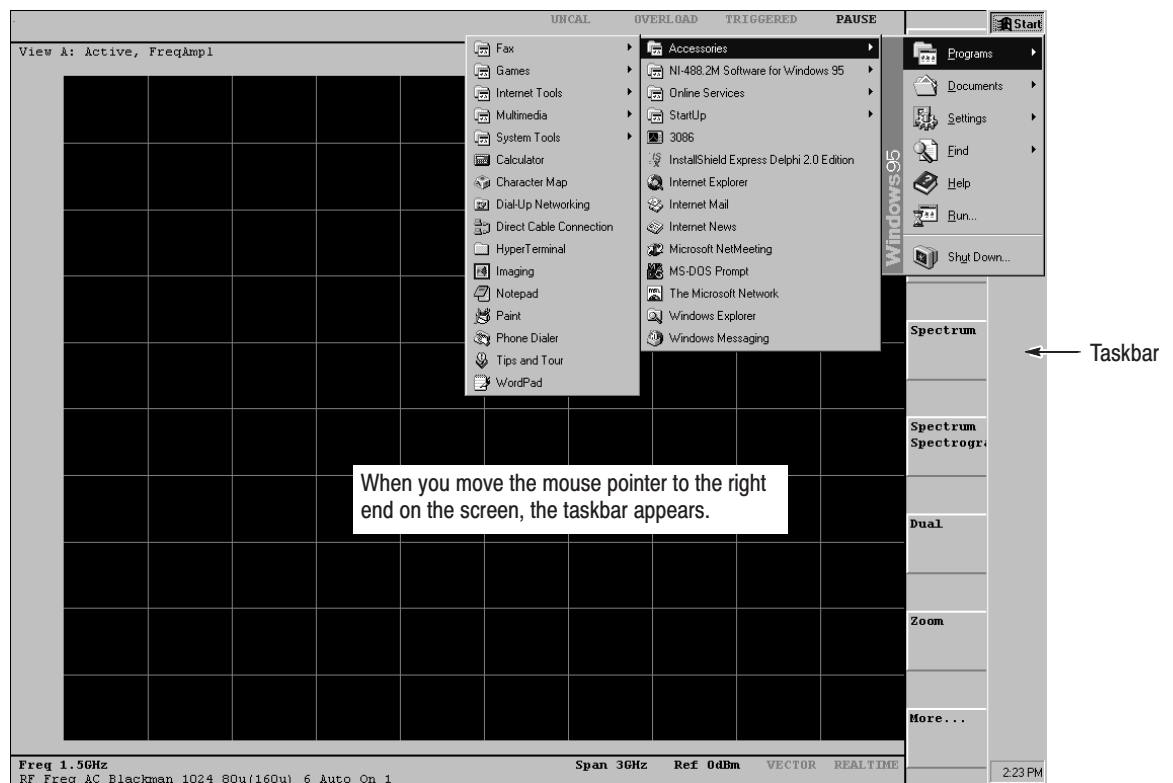 UNCAL OVERLOAD TRIGGERED PAUSE
Start
View A: Active, FreqAmpl
Fax
Games
Internet Tools
Multimedia
System Tools
Calculator
Character Map
Dial-Up Networking
Direct Cable Connection
HyperTerminal
Imaging
Notepad
Paint
Phone Dialer
Tips and Tour
WordPad
Accessories
NI-488.2M Software for Windows 95
Online Services
StartUp
3086
InstallShield Express Delphi 2.0 Edition
Internet Explorer
Internet Mail
Internet News
Microsoft NetMeeting
MS-DOS Prompt
The Microsoft Network
Windows Explorer
Windows Messaging
Windows95
Programs
Documents
Settings
Find
Help
Run...
Shut Down...
Spectrum
Spectrum
Spectrogra
Dual
Zoom
More...
Taskbar
When you move the mouse pointer to the right
end on the screen, the taskbar appears.
Freq 1.5GHz Span 3GHz Ref 0dBm VECTOR REALTIME
RF Freq AC Blackman 1024 80u(160u) 6 Auto On 1
2:23 PM